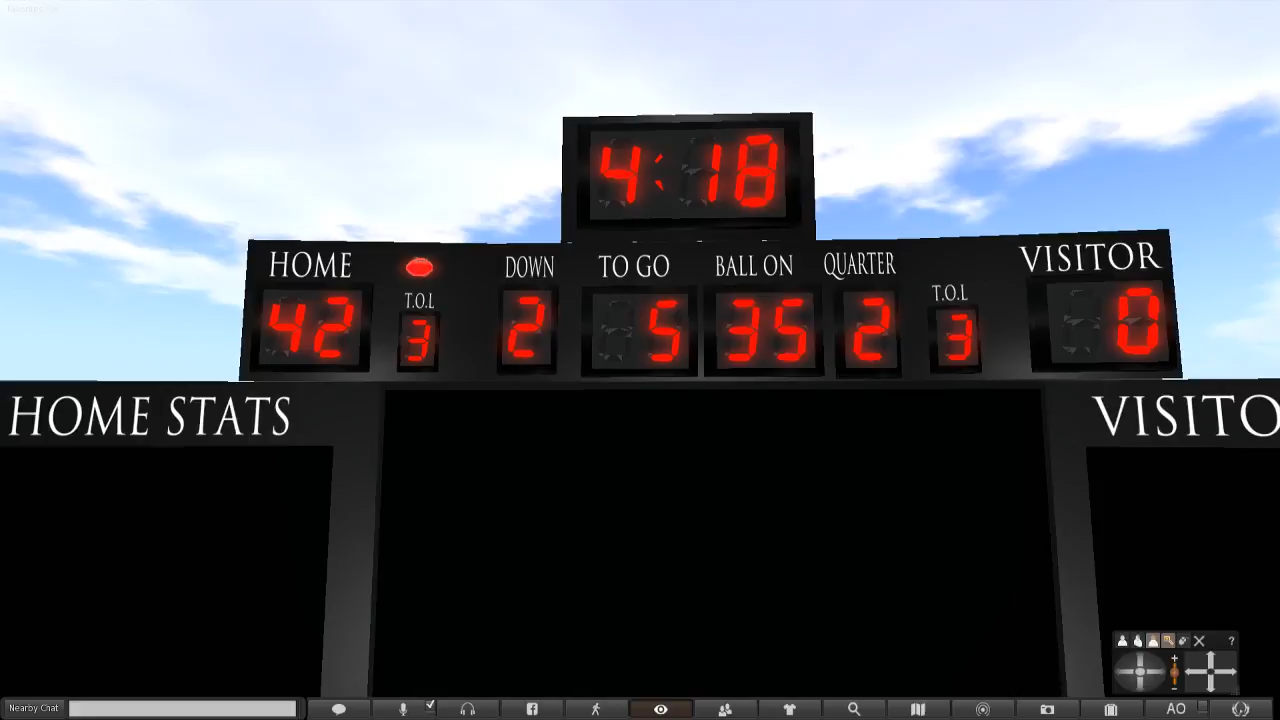 4:18
HOME DOWN TO GO BALL ON QUARTER VISITOR
T.O.L T.O.L
42 3 2 5 35 2 3 0
HOME STATS VISITO
?
Nearby Chat AO